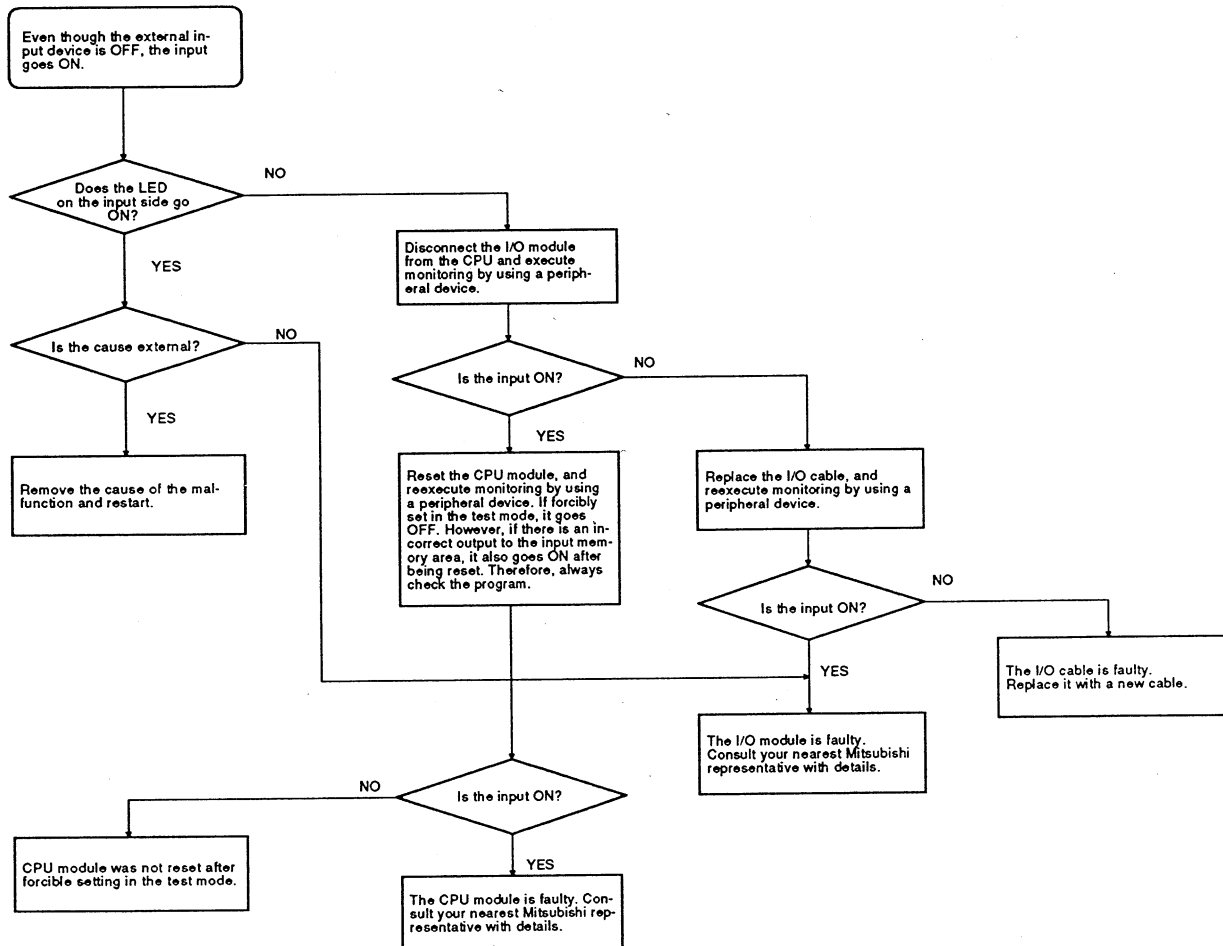 Even though the external in-
put device is OFF, the input
goes ON.
Does the LED
on the input side go
ON?
NO
YES
Disconnect the I/O module
from the CPU and execute
monitoring by using a periph-
eral device.
Is the cause external?
NO
YES
Is the input ON?
NO
YES
Remove the cause of the mal-
function and restart.
Reset the CPU module, and
reexecute monitoring by using
a peripheral device. If forcibly
set in the test mode, it goes
OFF. However, if there is an in-
correct output to the input mem-
ory area, it also goes ON after
being reset. Therefore, always
check the program.
Replace the I/O cable, and
reexecute monitoring by using a
peripheral device.
Is the input ON?
NO
YES
The I/O cable is faulty.
Replace it with a new cable.
The I/O module is faulty.
Consult your nearest Mitsubishi
representative with details.
Is the input ON?
NO
YES
CPU module was not reset after
forcible setting in the test mode.
The CPU module is faulty. Con-
sult your nearest Mitsubishi rep-
resentative with details.